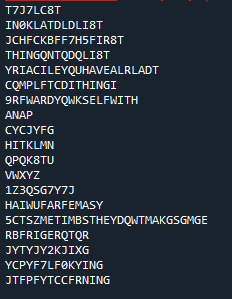 T7J7LC8T
IN0KLATDLDLI8T
JCHFCKBFF7H5FIR8T
THINGQNTQDQLI8T
YRIACILEYQUHAVEALRLADT
CQMPLFTCDITHINGI
9RFWARDYQWKSELFWITH
ANAP
CYCJYFG
HITKLMN
QPQK8TU
VWXYZ
1Z3QSG7Y7J
HAIWUFARFEMASY
5CTSZMETIMBSTHEYDQWTMAKGSGMGE
RBFRIGERQTQR
JYTYJY2KJIXG
YCPYF7LF0KYING
JTFPFYTCCFRNING